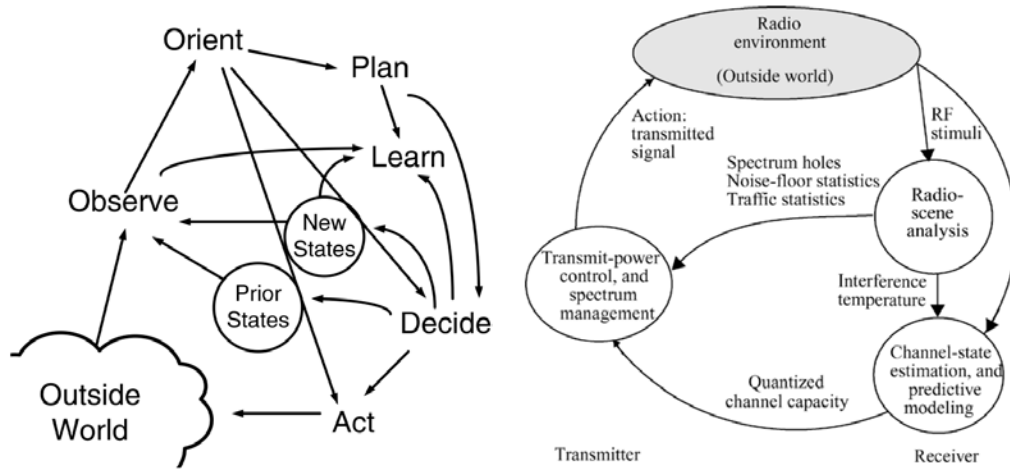 Orient
Plan
Learn
Observe
New
States
Prior
States
Decide
Outside
World
Act
Radio
environment
(Outside world)
Action:
transmitted
signal
RF
stimuli
Spectrum holes
Noise-floor statistics
Traffic statistics
Radio-
scene
analysis
Transmit-power
control, and
spectrum
management
Interference
temperature
Channel-state
estimation, and
predictive
modeling
Quantized
channel capacity
Transmitter
Receiver